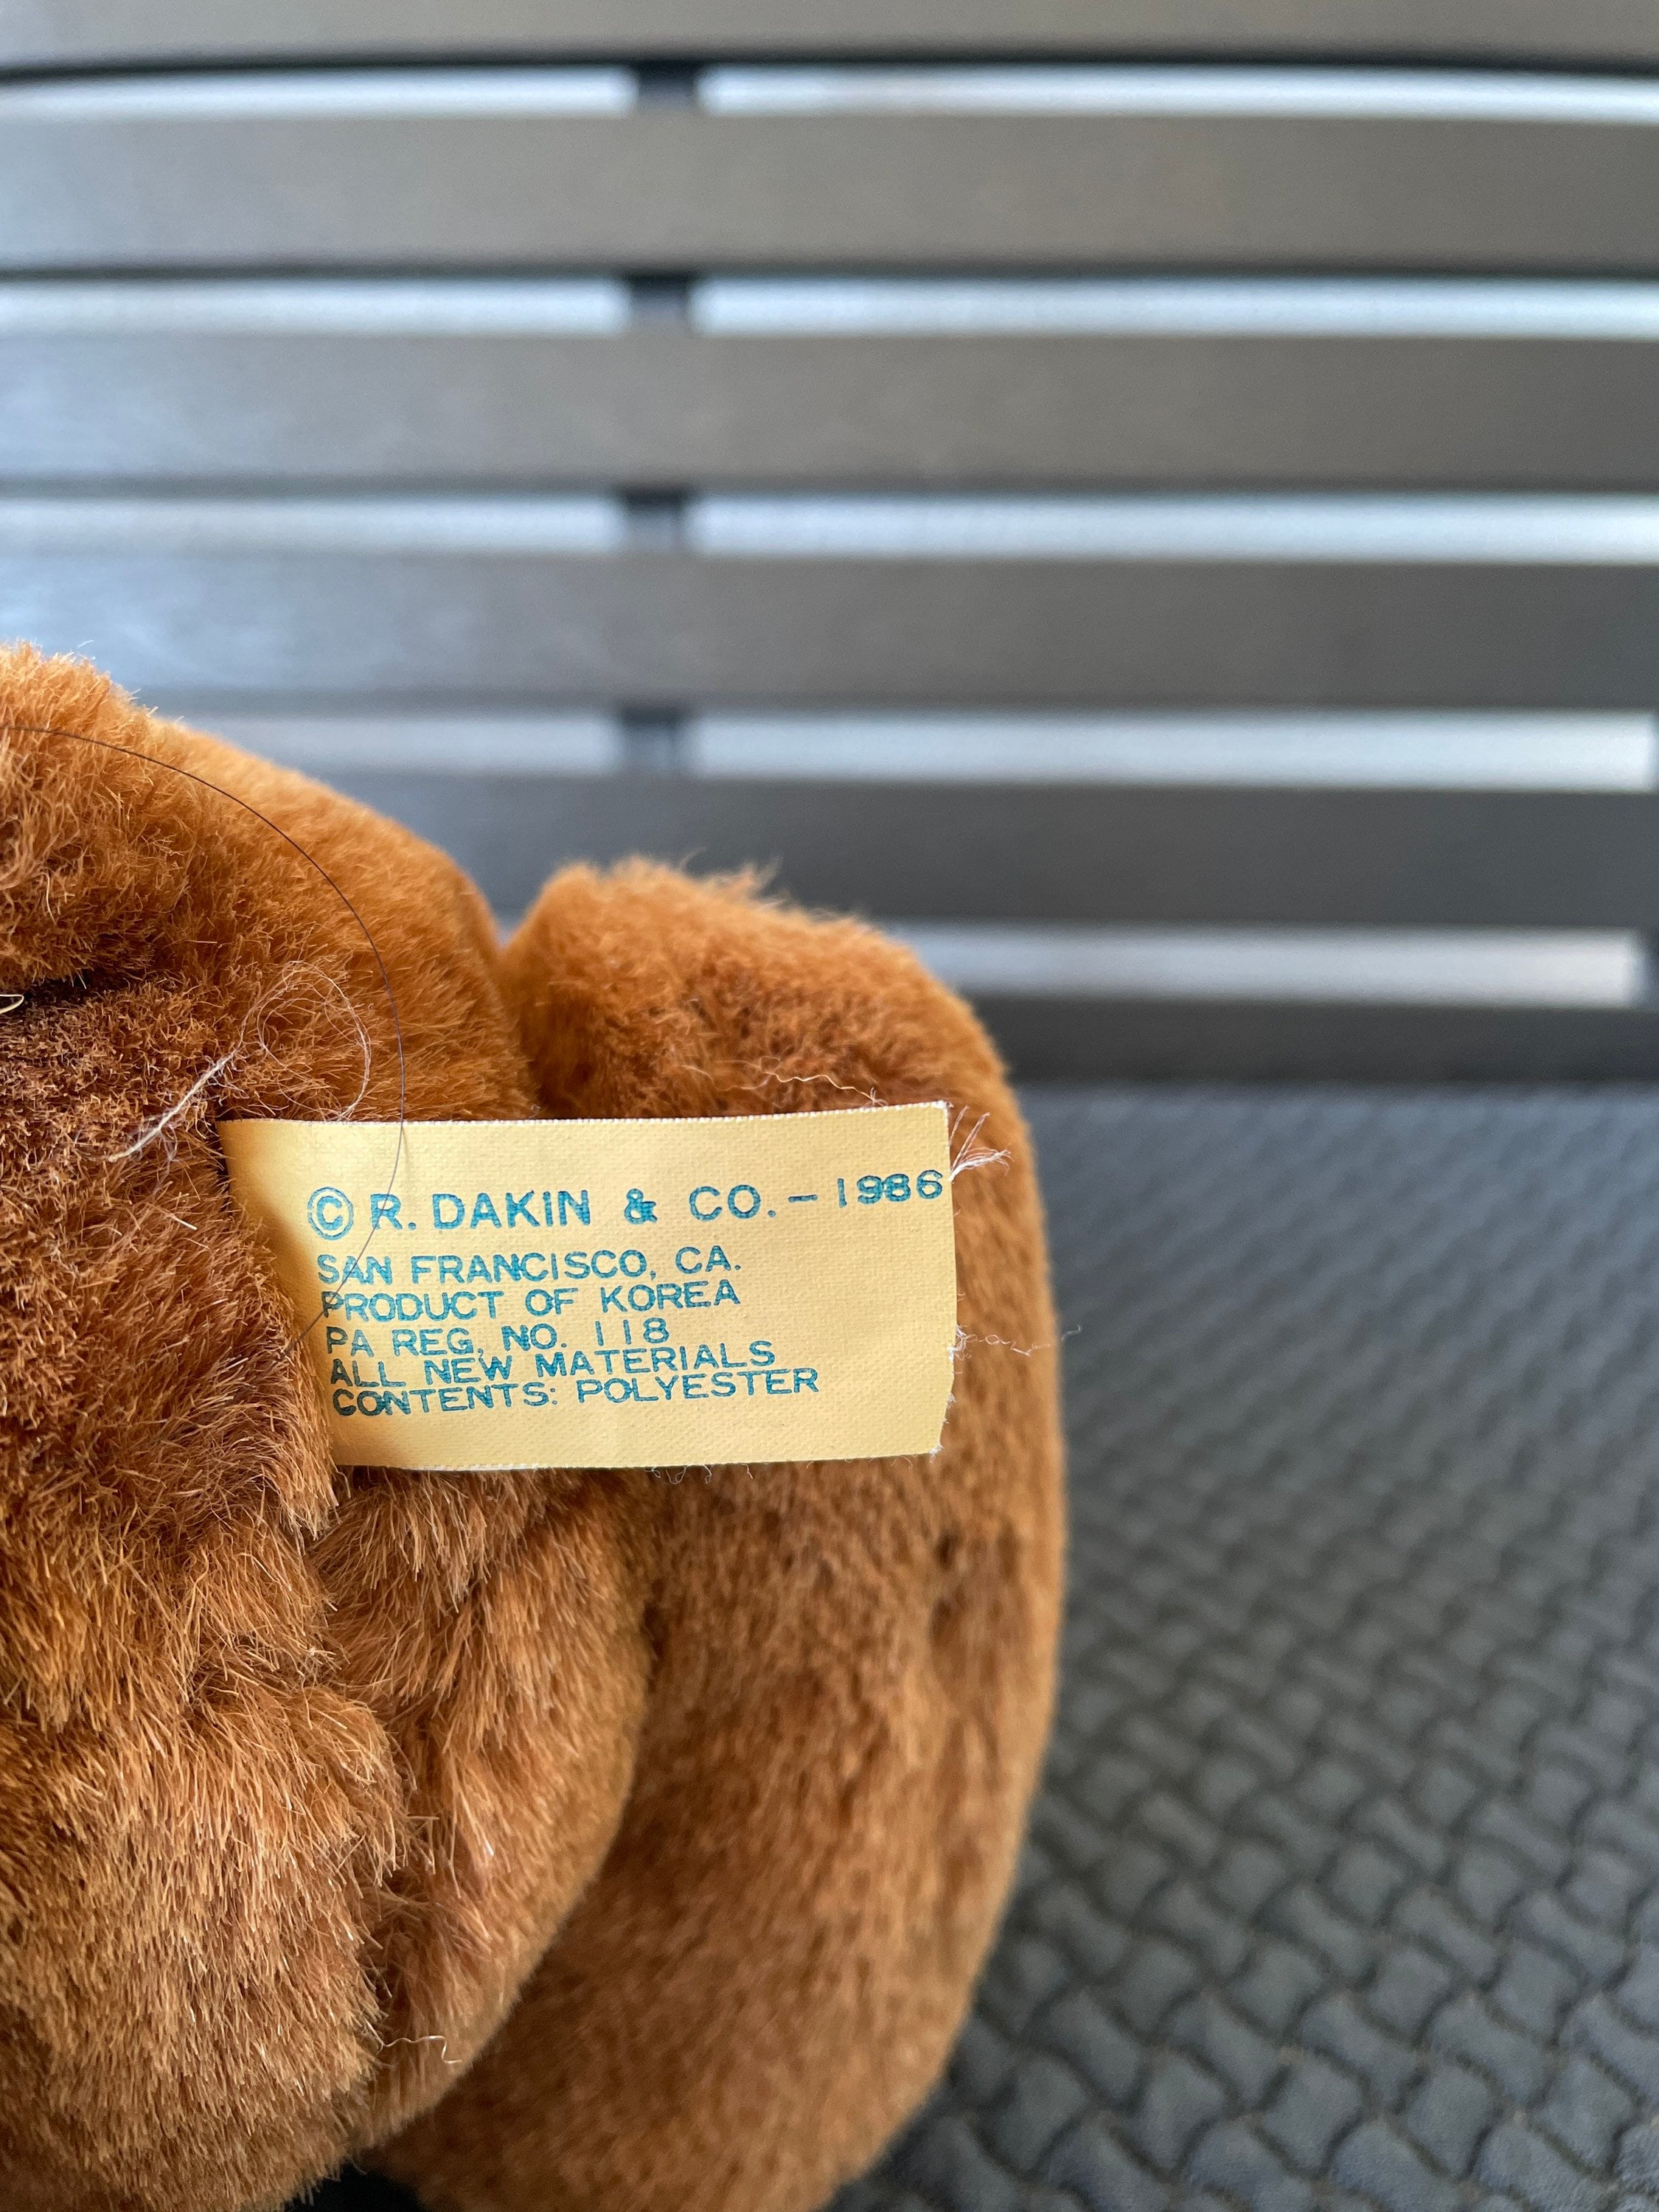 © R. DAKIN & CO. – 1986
SAN FRANCISCO, CA.
PRODUCT OF KOREA
PA REG. NO. 118
ALL NEW MATERIALS
CONTENTS: POLYESTER